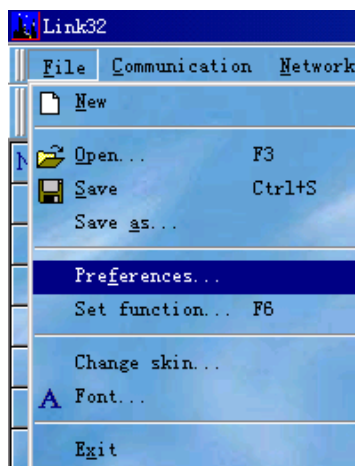 Link32
File Communication Network
New
Open... F3
Save Ctrl+S
Save as...
Preferences...
Set function... F6
Change skin...
Font...
Exit